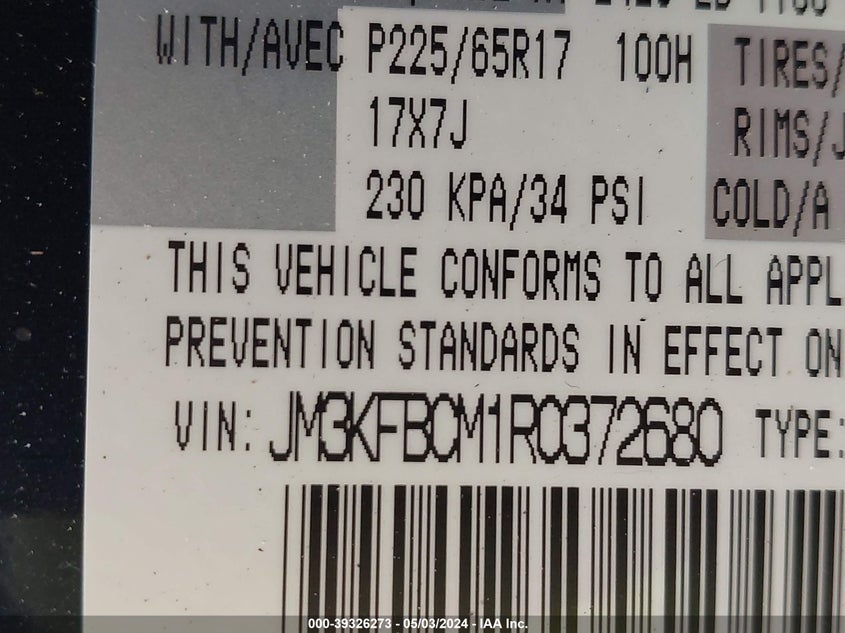 WITH/AVEC P225/65R17 100H TIRES/
17X7J RIMS/J
230 KPA/34 PSI COLD/A
THIS VEHICLE CONFORMS TO ALL APPL
PREVENTION STANDARDS IN EFFECT ON
VIN: JM3KFBCM1R0372680 TYPE:
000-39326273 - 05/03/2024 - IAA Inc.